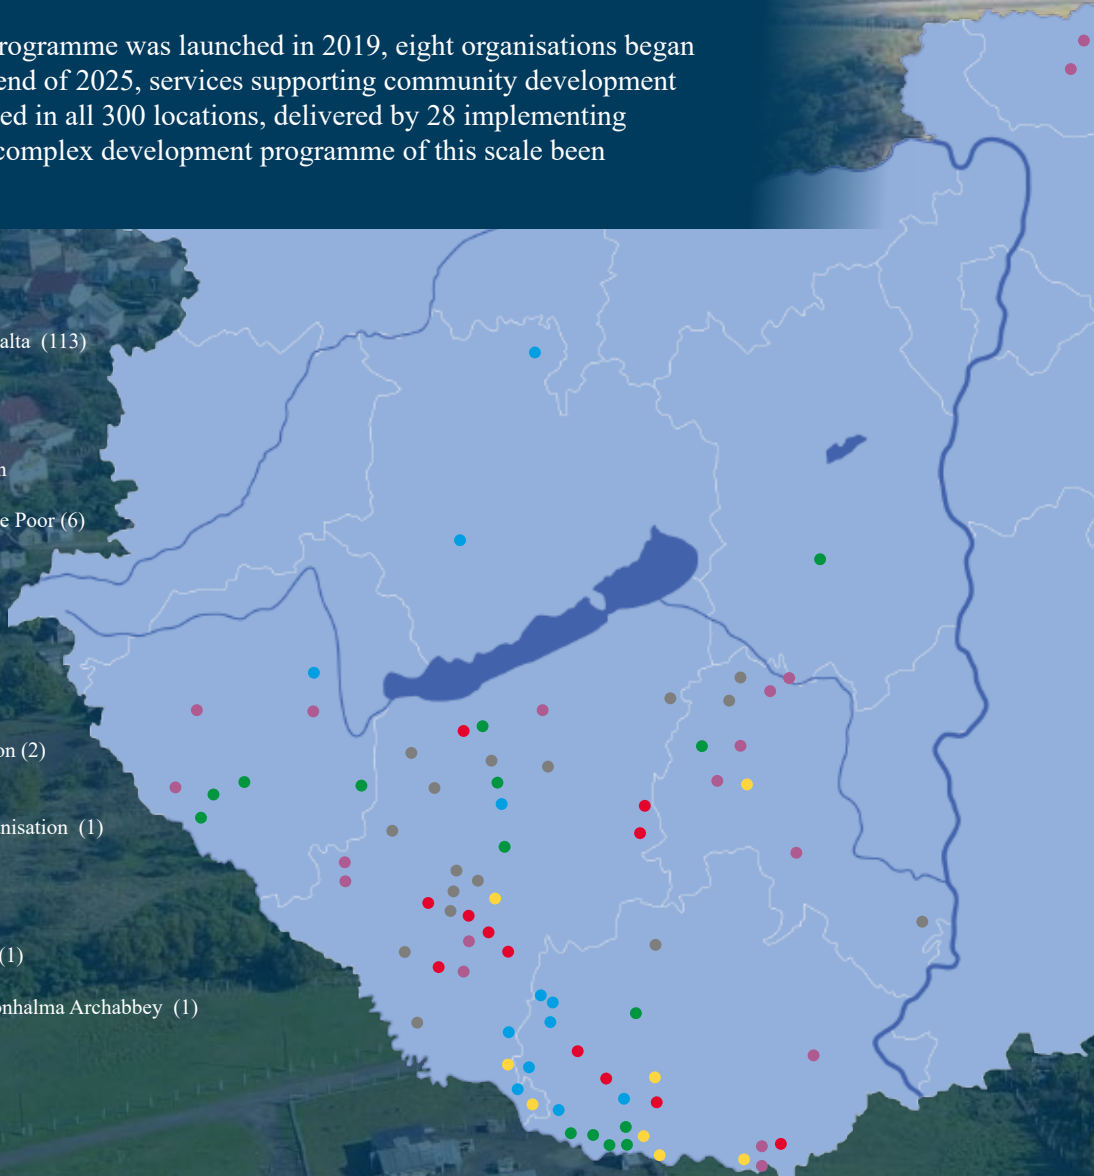 rogramme was launched in 2019, eight organisations began
end of 2025, services supporting community development
ed in all 300 locations, delivered by 28 implementing
complex development programme of this scale been
alta (113)
n
e Poor (6)
on (2)
nisation (1)
(1)
onhalma Archabbey (1)